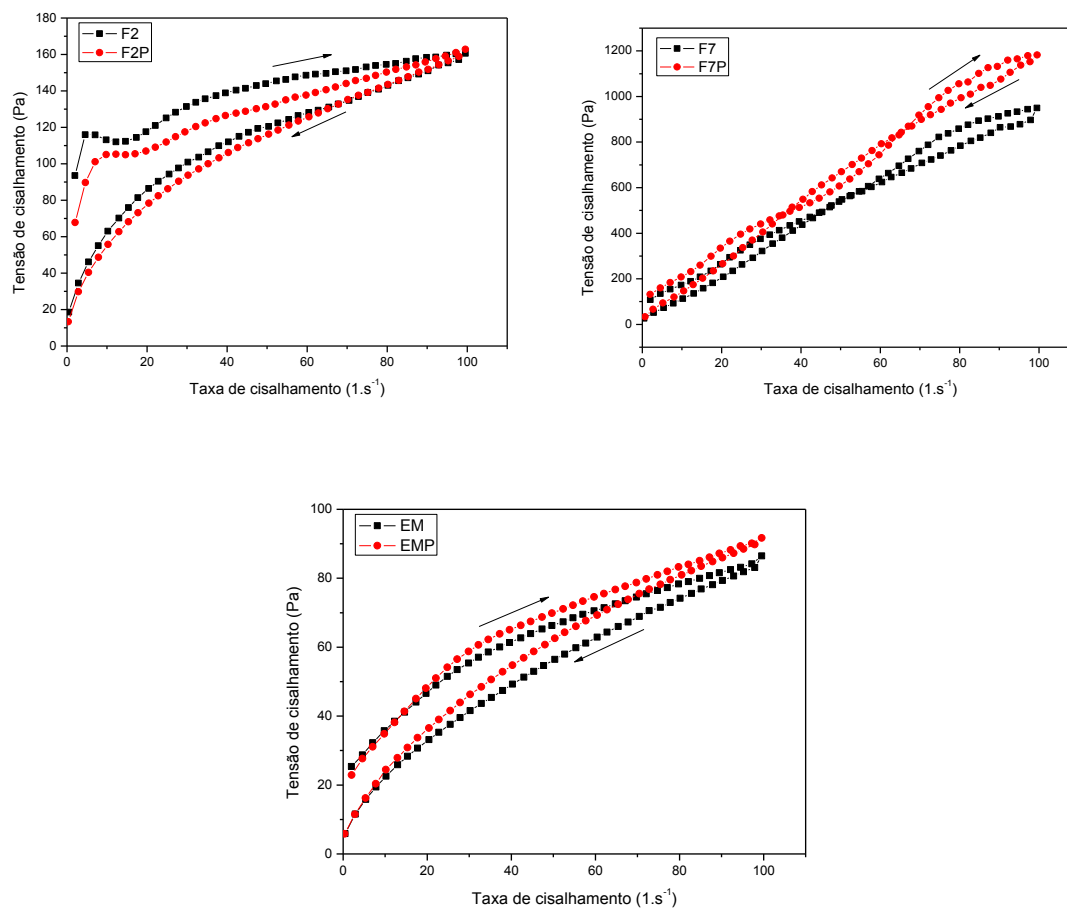 180
160
140
120
100
80
60
40
20
0
Tensão de cisalhamento (Pa)
F2
F2P
0 20 40 60 80 100
Taxa de cisalhamento (1.s⁻¹)
1200
1000
800
600
400
200
0
Tensão de cisalhamento (Pa)
F7
F7P
0 20 40 60 80 100
Taxa de cisalhamento (1.s⁻¹)
100
80
60
40
20
0
Tensão de cisalhamento (Pa)
EM
EMP
0 20 40 60 80 100
Taxa de cisalhamento (1.s⁻¹)